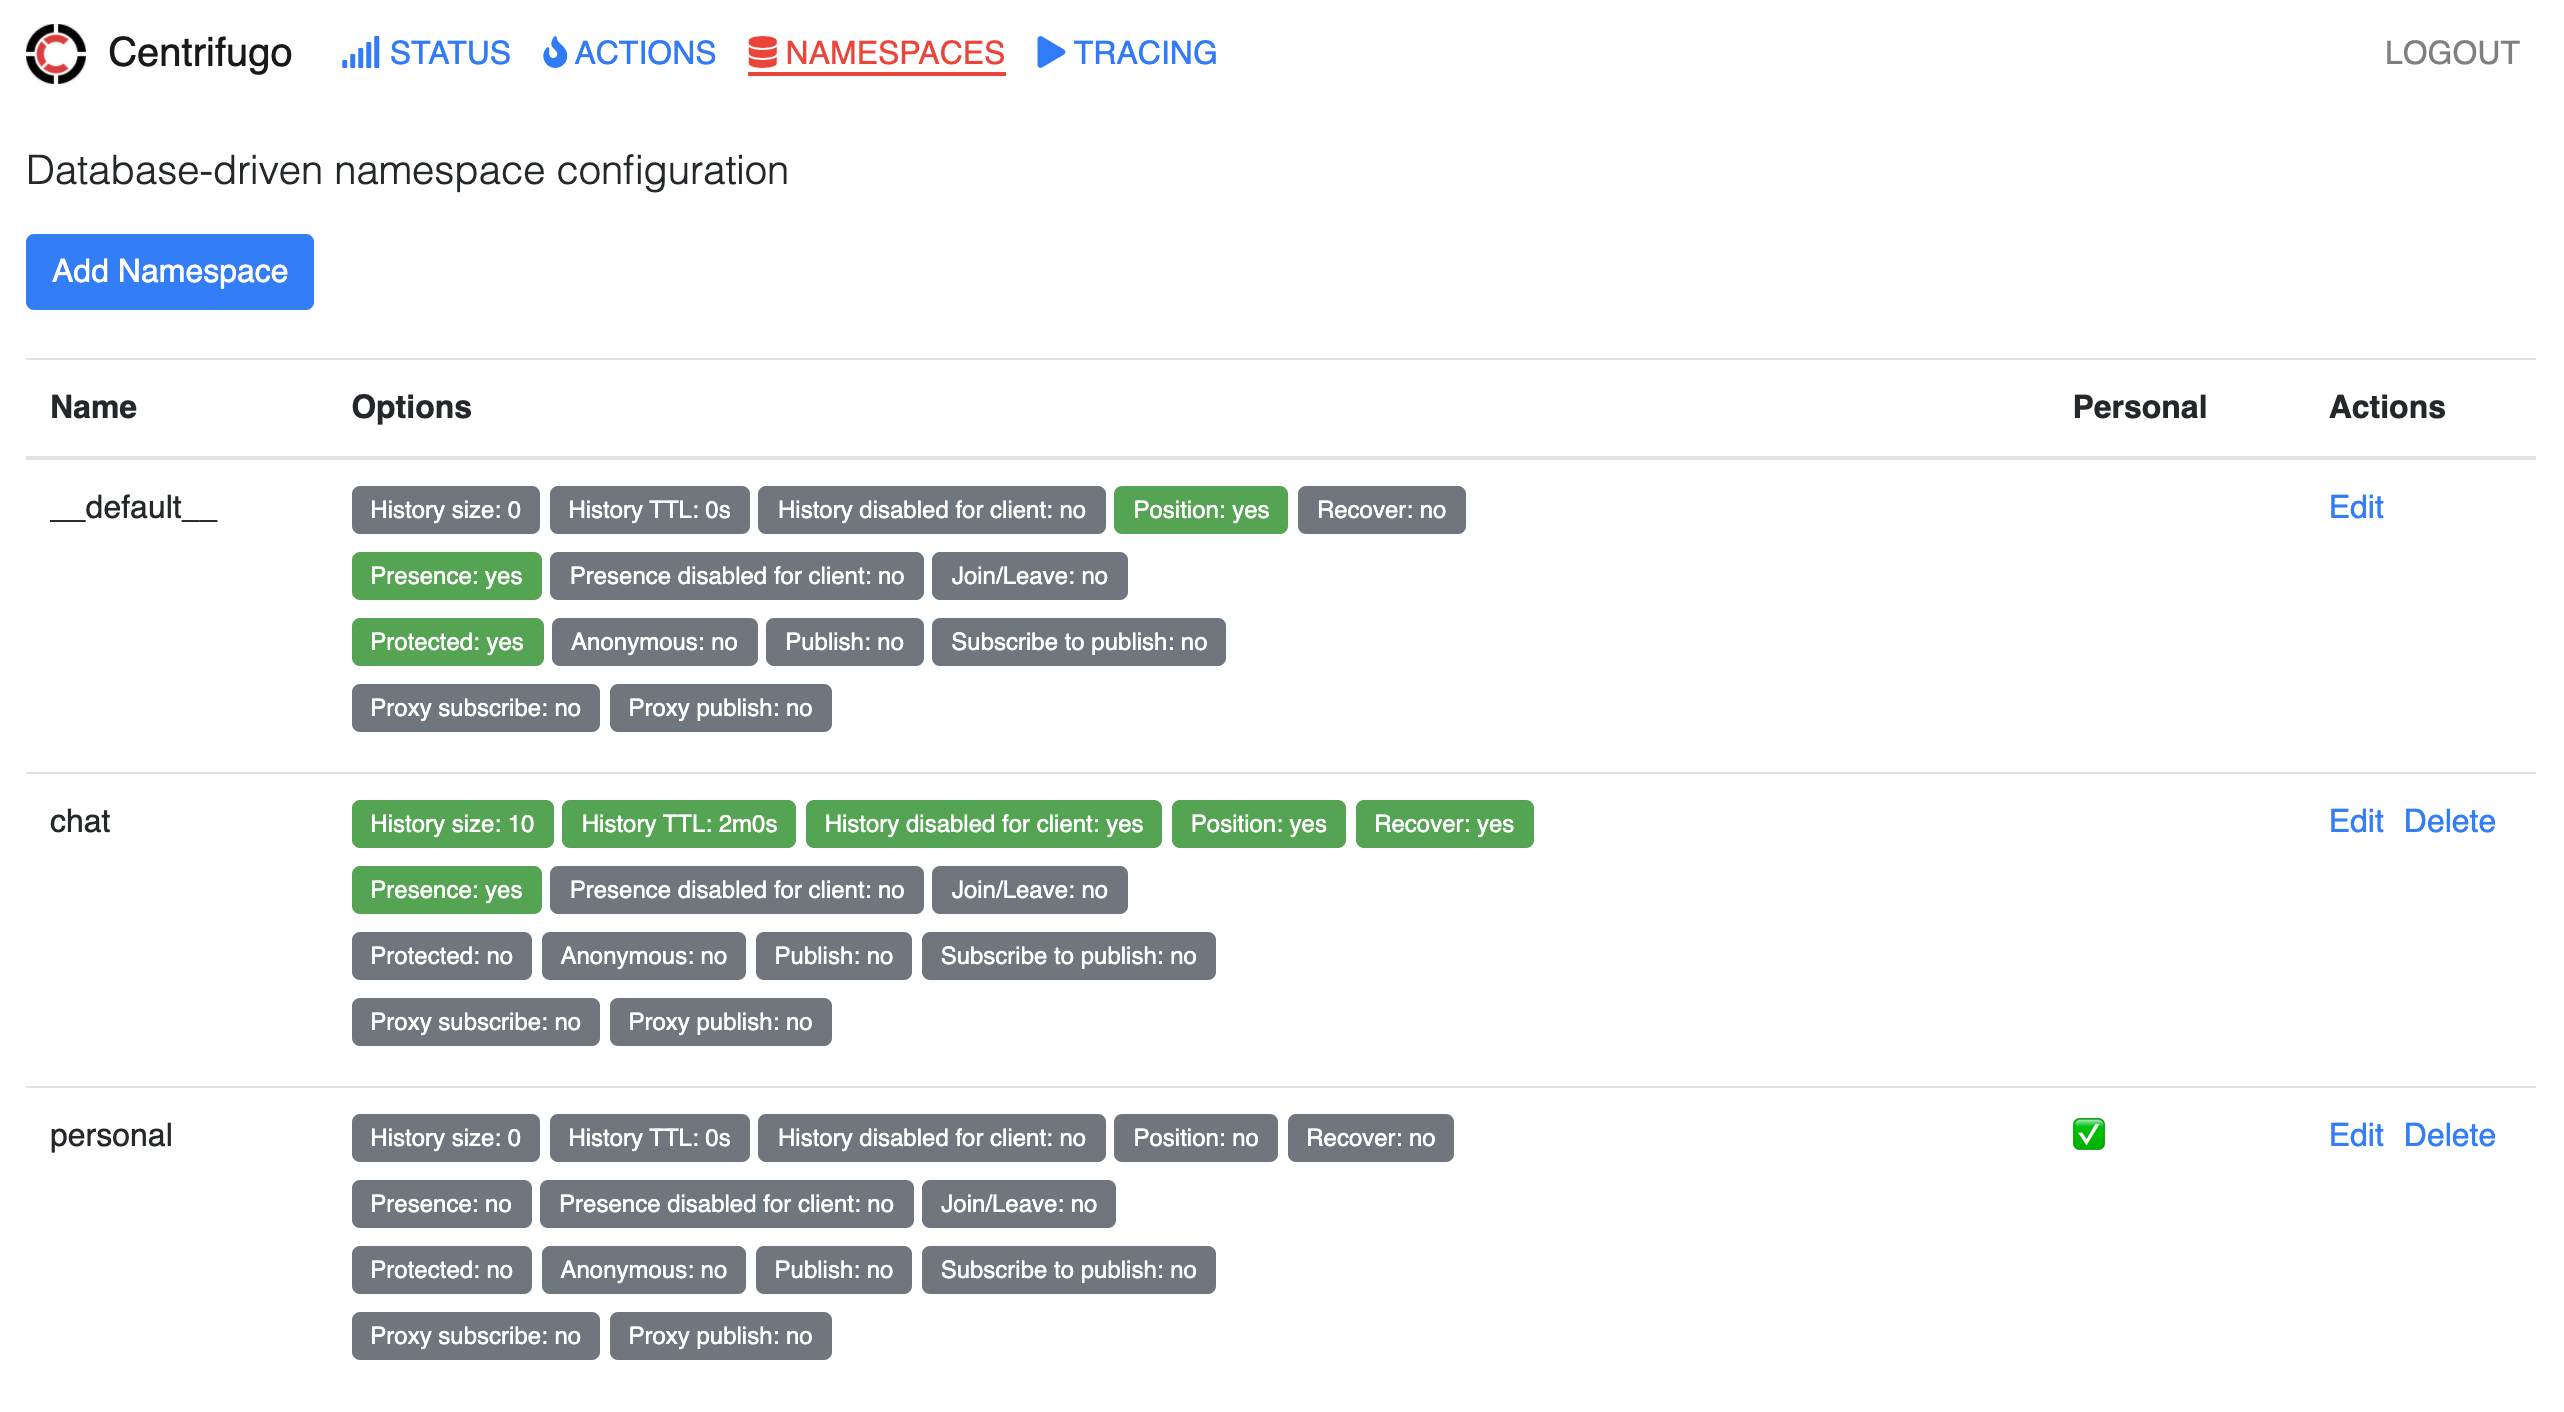 Centrifugo STATUS ACTIONS NAMESPACES TRACING LOGOUT
Database-driven namespace configuration
Add Namespace
Name Options Personal Actions
__default__ History size: 0 History TTL: 0s History disabled for client: no Position: yes Recover: no Edit
Presence: yes Presence disabled for client: no Join/Leave: no
Protected: yes Anonymous: no Publish: no Subscribe to publish: no
Proxy subscribe: no Proxy publish: no
chat History size: 10 History TTL: 2m0s History disabled for client: yes Position: yes Recover: yes Edit Delete
Presence: yes Presence disabled for client: no Join/Leave: no
Protected: no Anonymous: no Publish: no Subscribe to publish: no
Proxy subscribe: no Proxy publish: no
personal History size: 0 History TTL: 0s History disabled for client: no Position: no Recover: no Edit Delete
Presence: no Presence disabled for client: no Join/Leave: no
Protected: no Anonymous: no Publish: no Subscribe to publish: no
Proxy subscribe: no Proxy publish: no